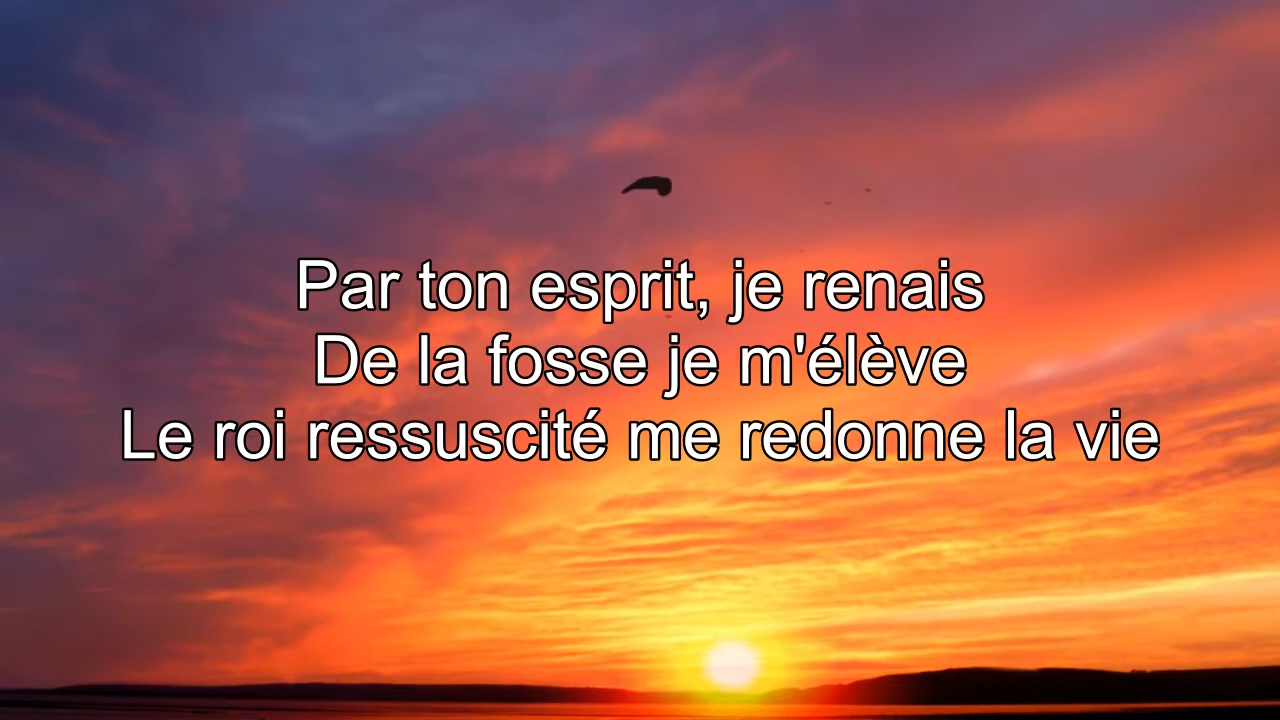 Par ton esprit, je renais
De la fosse je m'élève
Le roi ressuscité me redonne la vie